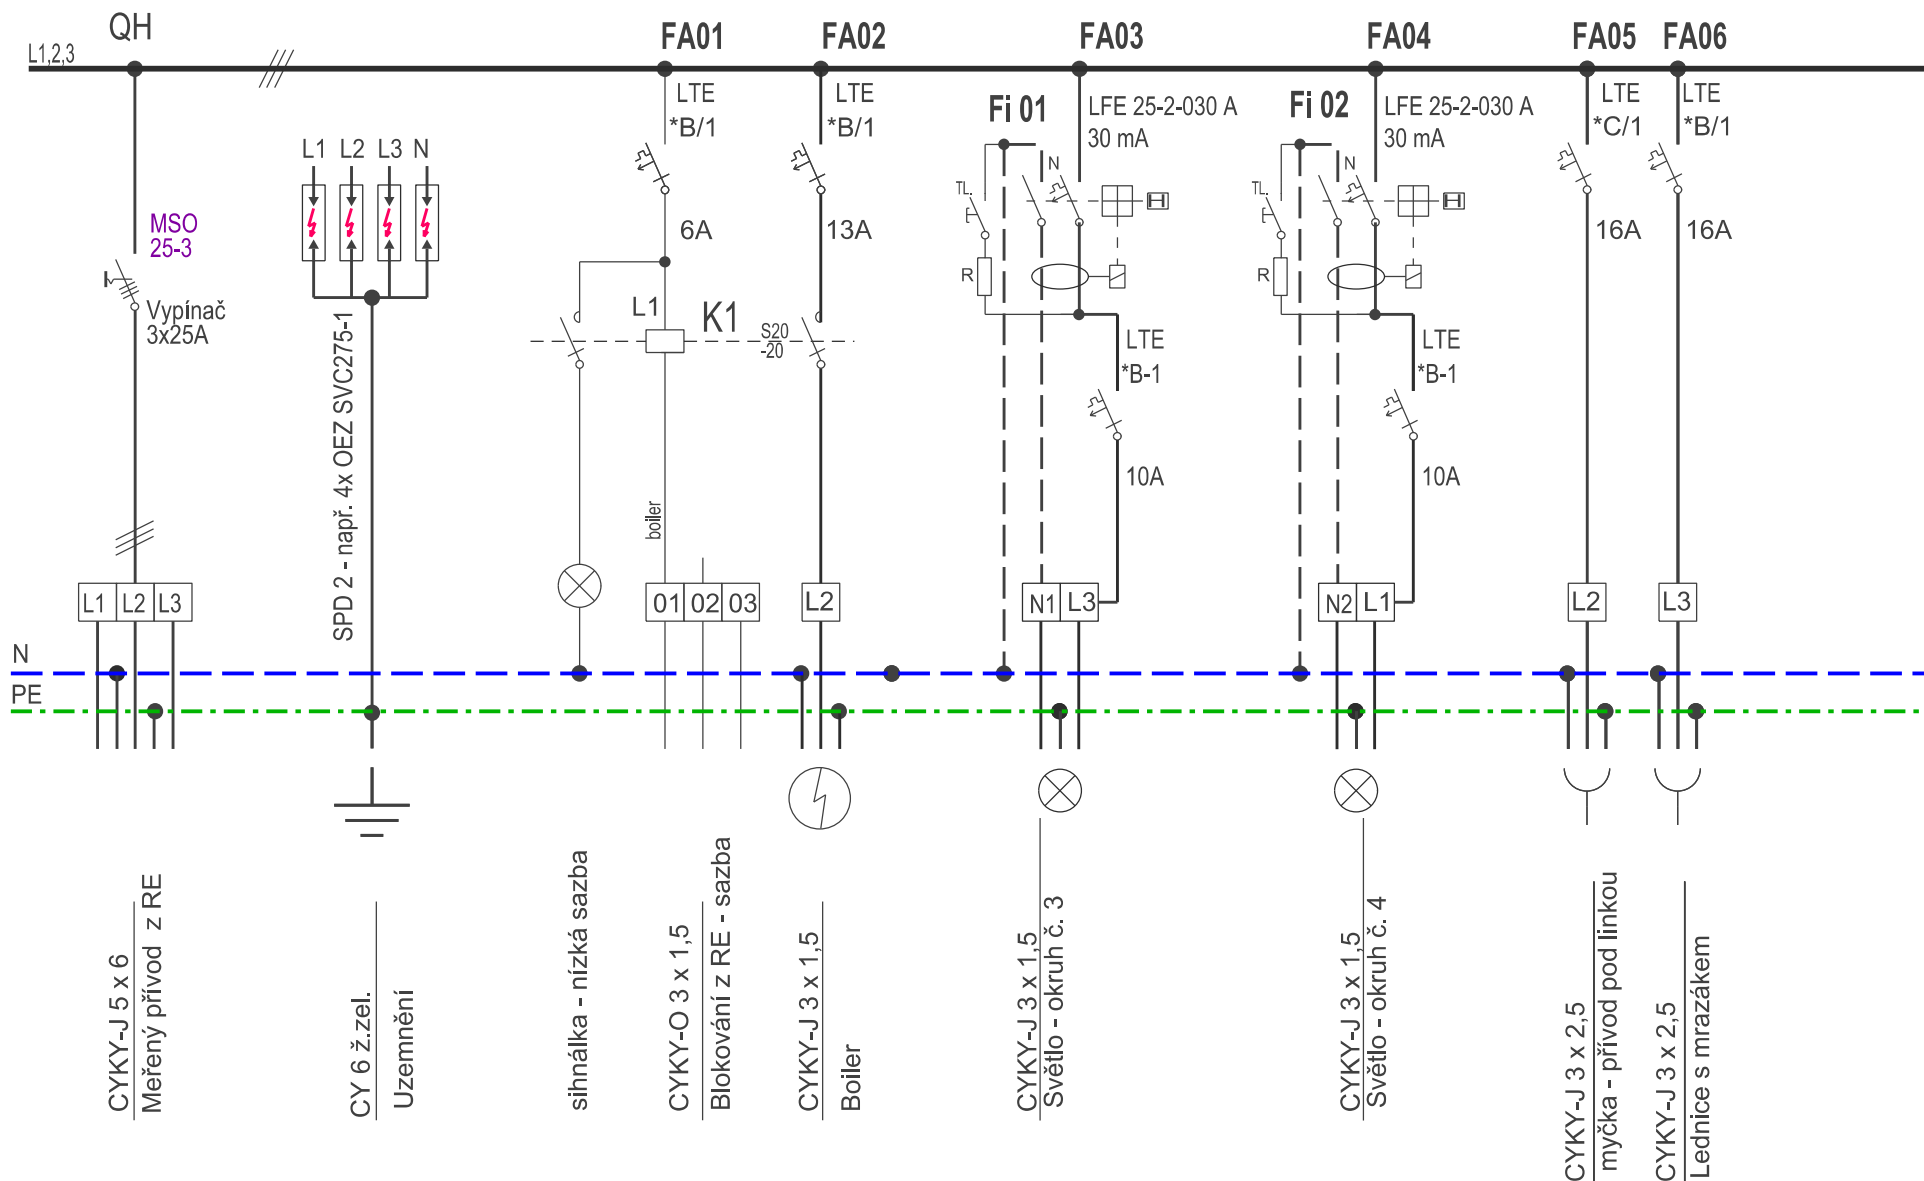 QH
FA01
FA02
FA03
FA04
FA05
FA06
L1,2,3
LTE
*B/1
LTE
*B/1
Fi 01
LFE 25-2-030 A
30 mA
Fi 02
LFE 25-2-030 A
30 mA
LTE
*C/1
LTE
*B/1
L1 L2 L3 N
N
N
TL.
TL.
MSO
25-3
6A
13A
16A
16A
R
R
Vypínač
3x25A
L1
K1
S20
-20
LTE
*B-1
LTE
*B-1
10A
10A
SPD 2 - např. 4x OEZ SVC275-1
boiler
L1 L2 L3
01 02 03
L2
N1 L3
N2 L1
L2
L3
N
PE
CYKY-J 5 x 6
Meřený přívod z RE
CY 6 ž.zel.
Uzemnění
sihnálka - nízká sazba
CYKY-O 3 x 1,5
Blokování z RE - sazba
CYKY-J 3 x 1,5
Boiler
CYKY-J 3 x 1,5
Světlo - okruh č. 3
CYKY-J 3 x 1,5
Světlo - okruh č. 4
CYKY-J 3 x 2,5
myčka - přívod pod linkou
CYKY-J 3 x 2,5
Lednice s mrazákem